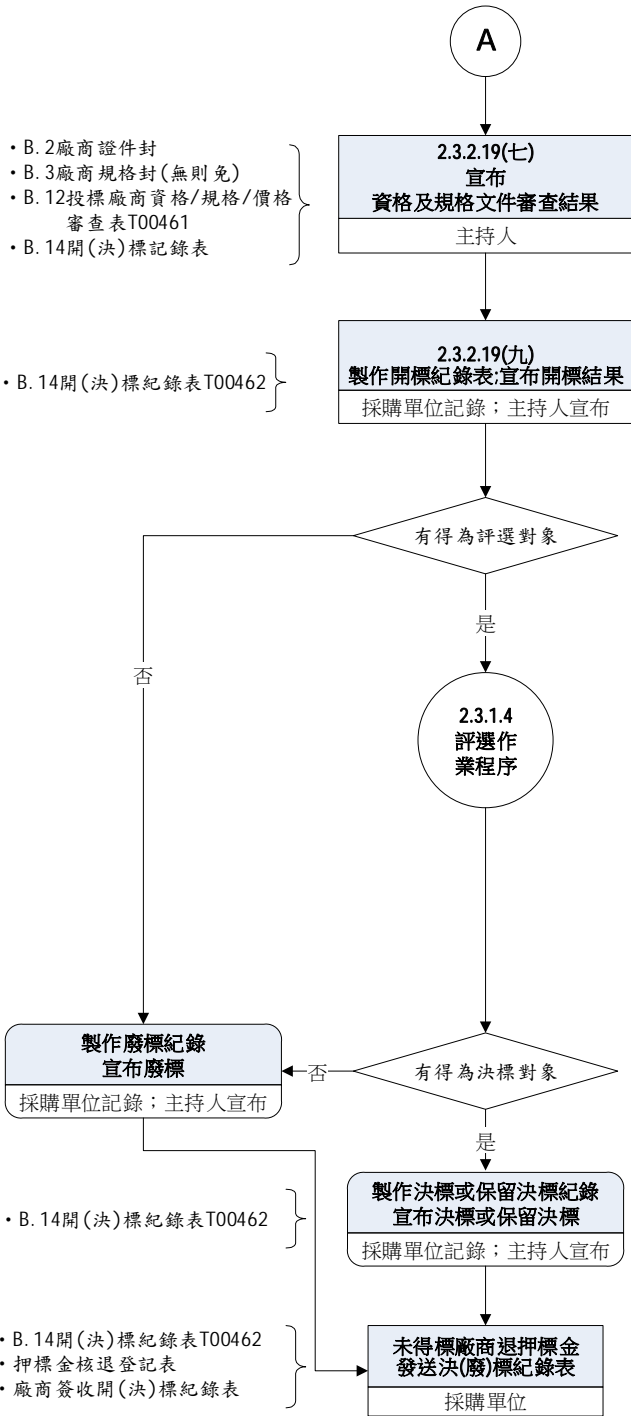 A
・B.2廠商證件封
・B.3廠商規格封(無則免)
・B.12投標廠商資格/規格/價格
審查表T00461
・B.14開(決)標記錄表
2.3.2.19(七)
宣布
資格及規格文件審查結果
主持人
・B.14開(決)標紀錄表T00462
2.3.2.19(九)
製作開標紀錄表;宣布開標結果
採購單位記錄；主持人宣布
有得為評選對象
是
否
2.3.1.4
評選作
業程序
製作廢標紀錄
宣布廢標
採購單位記錄；主持人宣布
否
有得為決標對象
是
・B.14開(決)標紀錄表T00462
製作決標或保留決標紀錄
宣布決標或保留決標
採購單位記錄；主持人宣布
・B.14開(決)標紀錄表T00462
・押標金核退登記表
・廠商簽收開(決)標紀錄表
未得標廠商退押標金
發送決(廢)標紀錄表
採購單位